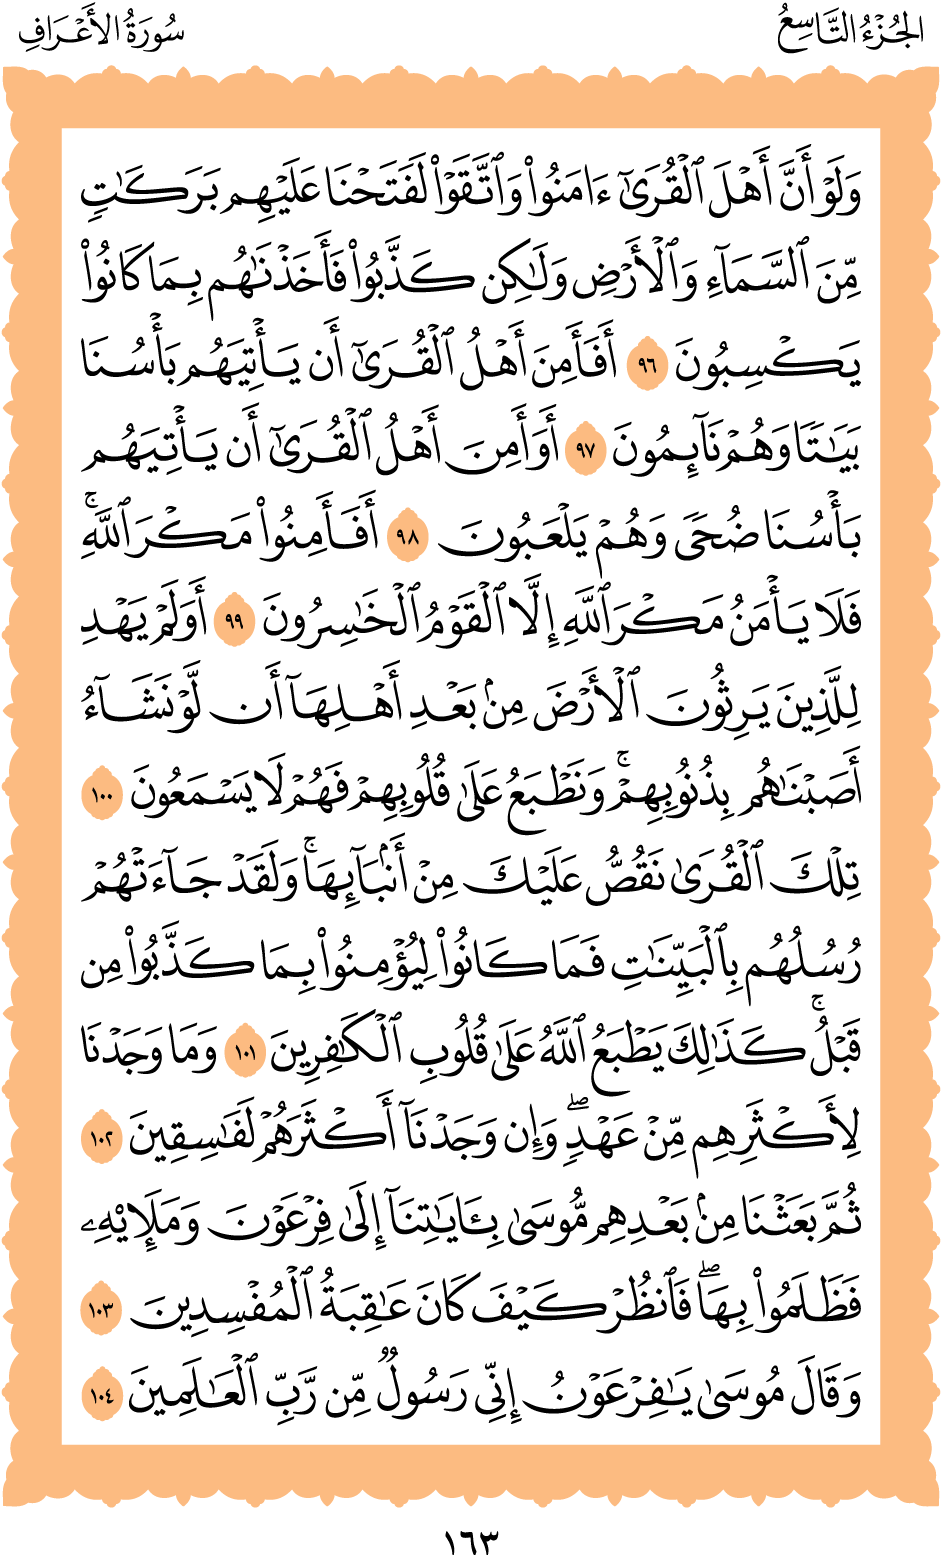 الجُزْءُ التَّاسِعُ
سُورَةُ الأَعْرَافِ
وَلَوْ أَنَّ أَهْلَ ٱلْقُرَىٰٓ ءَامَنُوا۟ وَٱتَّقَوْا۟ لَفَتَحْنَا عَلَيْهِم بَرَكَـٰتٍ
مِّنَ ٱلسَّمَآءِ وَٱلْأَرْضِ وَلَـٰكِن كَذَّبُوا۟ فَأَخَذْنَـٰهُم بِمَا كَانُوا۟
يَكْسِبُونَ ٩٦ أَفَأَمِنَ أَهْلُ ٱلْقُرَىٰٓ أَن يَأْتِيَهُم بَأْسُنَا
بَيَـٰتًا وَهُمْ نَآئِمُونَ ٩٧ أَوَأَمِنَ أَهْلُ ٱلْقُرَىٰٓ أَن يَأْتِيَهُم
بَأْسُنَا ضُحًى وَهُمْ يَلْعَبُونَ ٩٨ أَفَأَمِنُوا۟ مَكْرَ ٱللَّهِ ۚ
فَلَا يَأْمَنُ مَكْرَ ٱللَّهِ إِلَّا ٱلْقَوْمُ ٱلْخَـٰسِرُونَ ٩٩ أَوَلَمْ يَهْدِ
لِلَّذِينَ يَرِثُونَ ٱلْأَرْضَ مِنۢ بَعْدِ أَهْلِهَآ أَن لَّوْ نَشَآءُ
أَصَبْنَـٰهُم بِذُنُوبِهِمْ ۚ وَنَطْبَعُ عَلَىٰ قُلُوبِهِمْ فَهُمْ لَا يَسْمَعُونَ ١٠٠
تِلْكَ ٱلْقُرَىٰ نَقُصُّ عَلَيْكَ مِنْ أَنۢبَآئِهَا ۚ وَلَقَدْ جَآءَتْهُمْ
رُسُلُهُم بِٱلْبَيِّنَـٰتِ فَمَا كَانُوا۟ لِيُؤْمِنُوا۟ بِمَا كَذَّبُوا۟ مِن
قَبْلُ ۚ كَذَٰلِكَ يَطْبَعُ ٱللَّهُ عَلَىٰ قُلُوبِ ٱلْكَـٰفِرِينَ ١٠١ وَمَا وَجَدْنَا
لِأَكْثَرِهِم مِّنْ عَهْدٍ ۖ وَإِن وَجَدْنَآ أَكْثَرَهُمْ لَفَـٰسِقِينَ ١٠٢
ثُمَّ بَعَثْنَا مِنۢ بَعْدِهِم مُّوسَىٰ بِـَٔايَـٰتِنَآ إِلَىٰ فِرْعَوْنَ وَمَلَإِي۟هِۦ
فَظَلَمُوا۟ بِهَا ۖ فَٱنظُرْ كَيْفَ كَانَ عَـٰقِبَةُ ٱلْمُفْسِدِينَ ١٠٣
وَقَالَ مُوسَىٰ يَـٰفِرْعَوْنُ إِنِّى رَسُولٌ مِّن رَّبِّ ٱلْعَـٰلَمِينَ ١٠٤
١٦٣